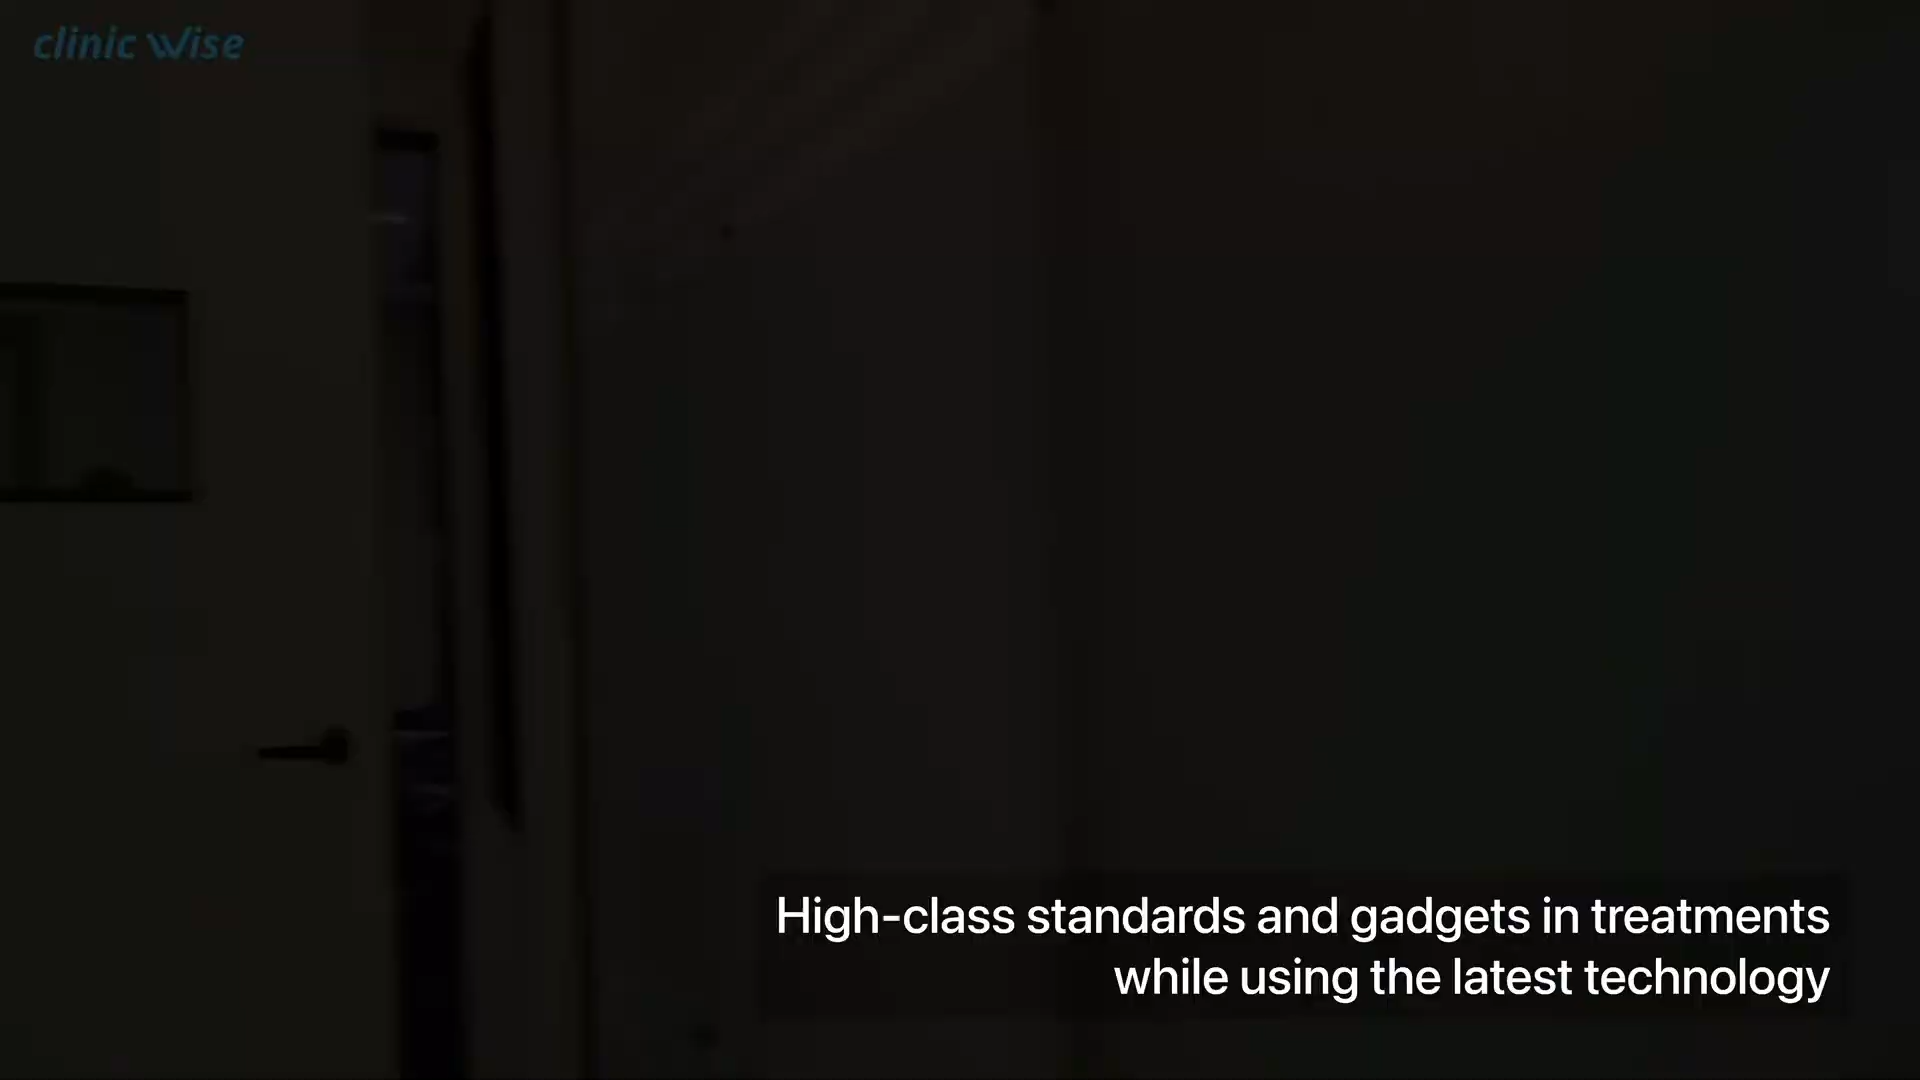 clinic wise
High-class standards and gadgets in treatments
while using the latest technology